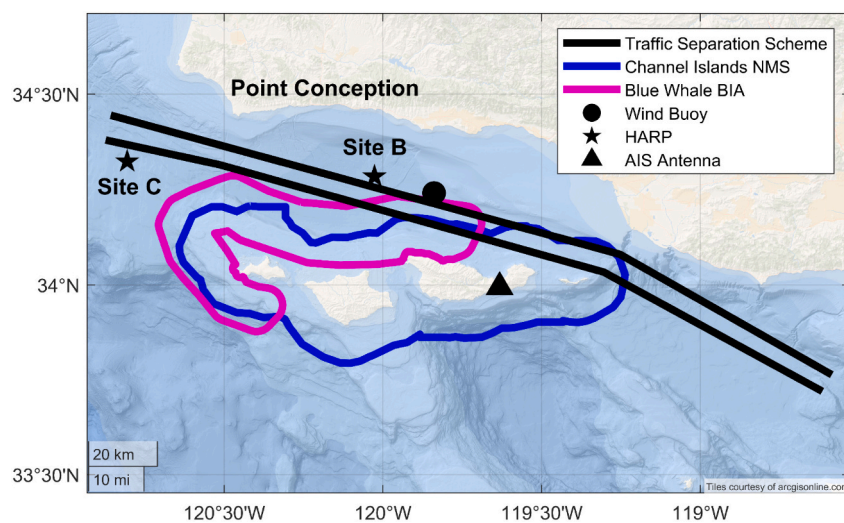 Traffic Separation Scheme
Channel Islands NMS
Blue Whale BIA
Wind Buoy
HARP
AIS Antenna
34°30'N
Point Conception
Site B
Site C
34°N
33°30'N
20 km
10 mi
Tiles courtesy of arcgisonline.com
120°30'W
120°W
119°30'W
119°W